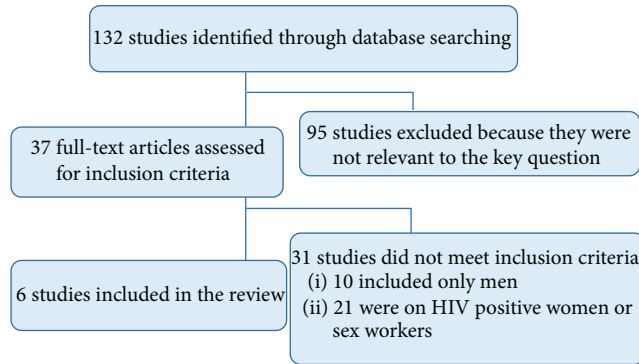 132 studies identified through database searching
37 full-text articles assessed
for inclusion criteria
95 studies excluded because they were
not relevant to the key question
6 studies included in the review
31 studies did not meet inclusion criteria
(i) 10 included only men
(ii) 21 were on HIV positive women or
sex workers